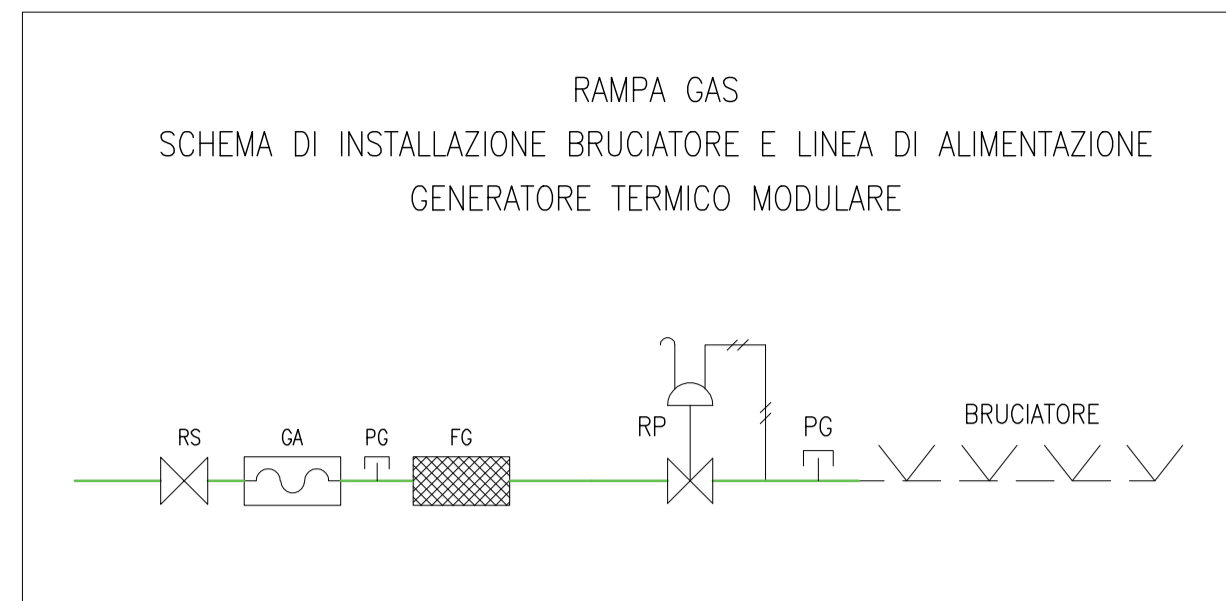 RAMPA GAS
SCHEMA DI INSTALLAZIONE BRUCIATORE E LINEA DI ALIMENTAZIONE
GENERATORE TERMICO MODULARE
RS GA PG FG RP PG BRUCIATORE